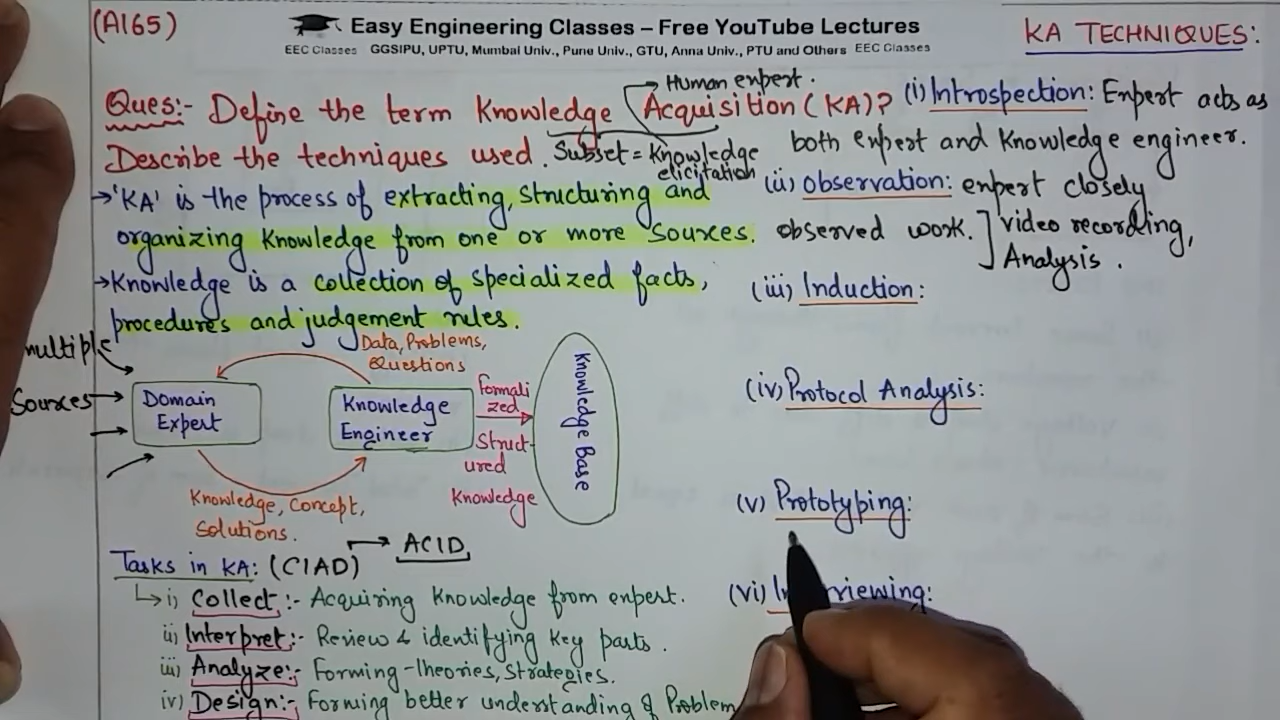 (AI65)
Easy Engineering Classes – Free YouTube Lectures
EEC Classes GGSIPU, UPTU, Mumbai Univ., Pune Univ., GTU, Anna Univ., PTU and Others EEC Classes
Ques:- Define the term Knowledge Acquisition (KA)?
Human expert.
Describe the techniques used.
Subset = Knowledge
elicitation
→ 'KA' is the process of extracting, structuring and
organizing Knowledge from one or more sources.
→ Knowledge is a collection of specialized facts,
procedures and judgement rules.
multiple
Sources
Domain
Expert
Data, Problems,
Questions
Knowledge
Engineer
Knowledge, Concept,
Solutions.
Formali
zed
Struct-
ured
Knowledge
Knowledge Base
Tasks in KA: (CIAD) → ACID
i) Collect:- Acquiring Knowledge from expert.
ii) Interpret:- Review & identifying Key parts.
iii) Analyze:- Forming theories, Strategies.
iv) Design:- Forming better understanding of Problem
KA TECHNIQUES:
(i) Introspection: Expert acts as
both expert and Knowledge engineer.
(ii) Observation: expert closely
observed work.
video recording,
Analysis.
(iii) Induction:
(iv) Protocol Analysis:
(v) Prototyping:
(vi)